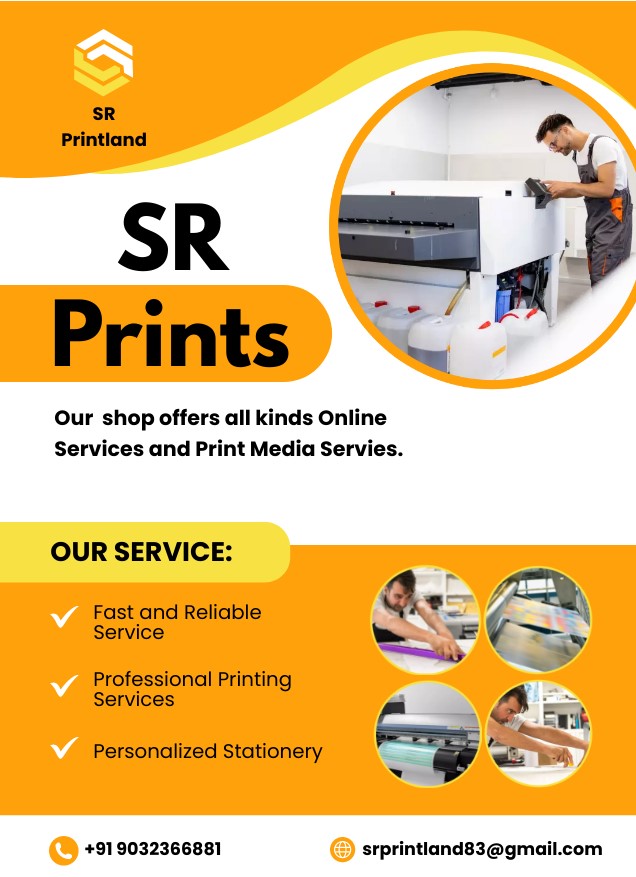 SR
Printland
SR
Prints
Our shop offers all kinds Online
Services and Print Media Servies.
OUR SERVICE:
Fast and Reliable
Service
Professional Printing
Services
Personalized Stationery
+91 9032366881
srprintland83@gmail.com